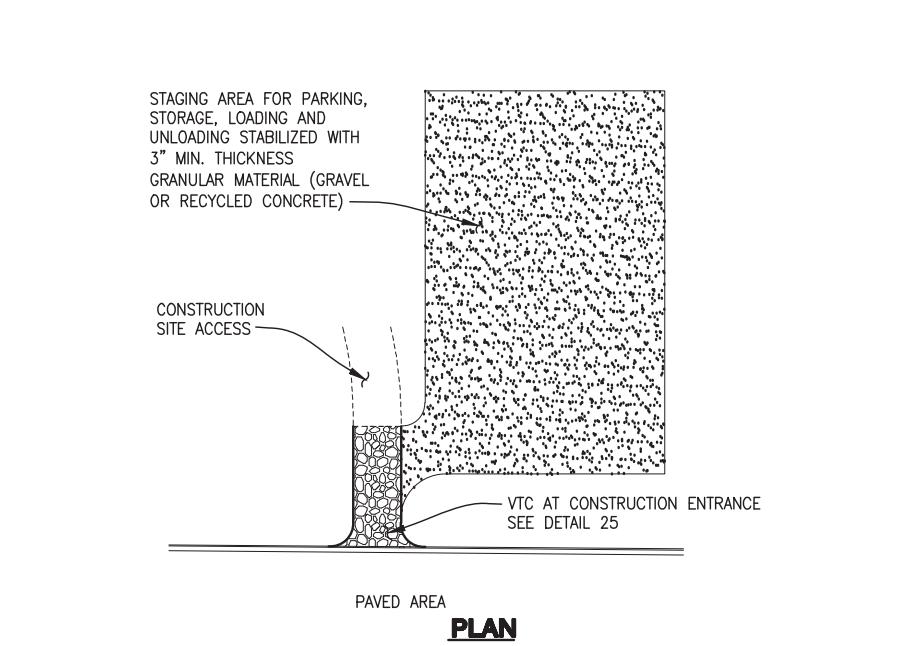 STAGING AREA FOR PARKING,
STORAGE, LOADING AND
UNLOADING STABILIZED WITH
3" MIN. THICKNESS
GRANULAR MATERIAL (GRAVEL
OR RECYCLED CONCRETE)
CONSTRUCTION
SITE ACCESS
VTC AT CONSTRUCTION ENTRANCE
SEE DETAIL 25
PAVED AREA
PLAN